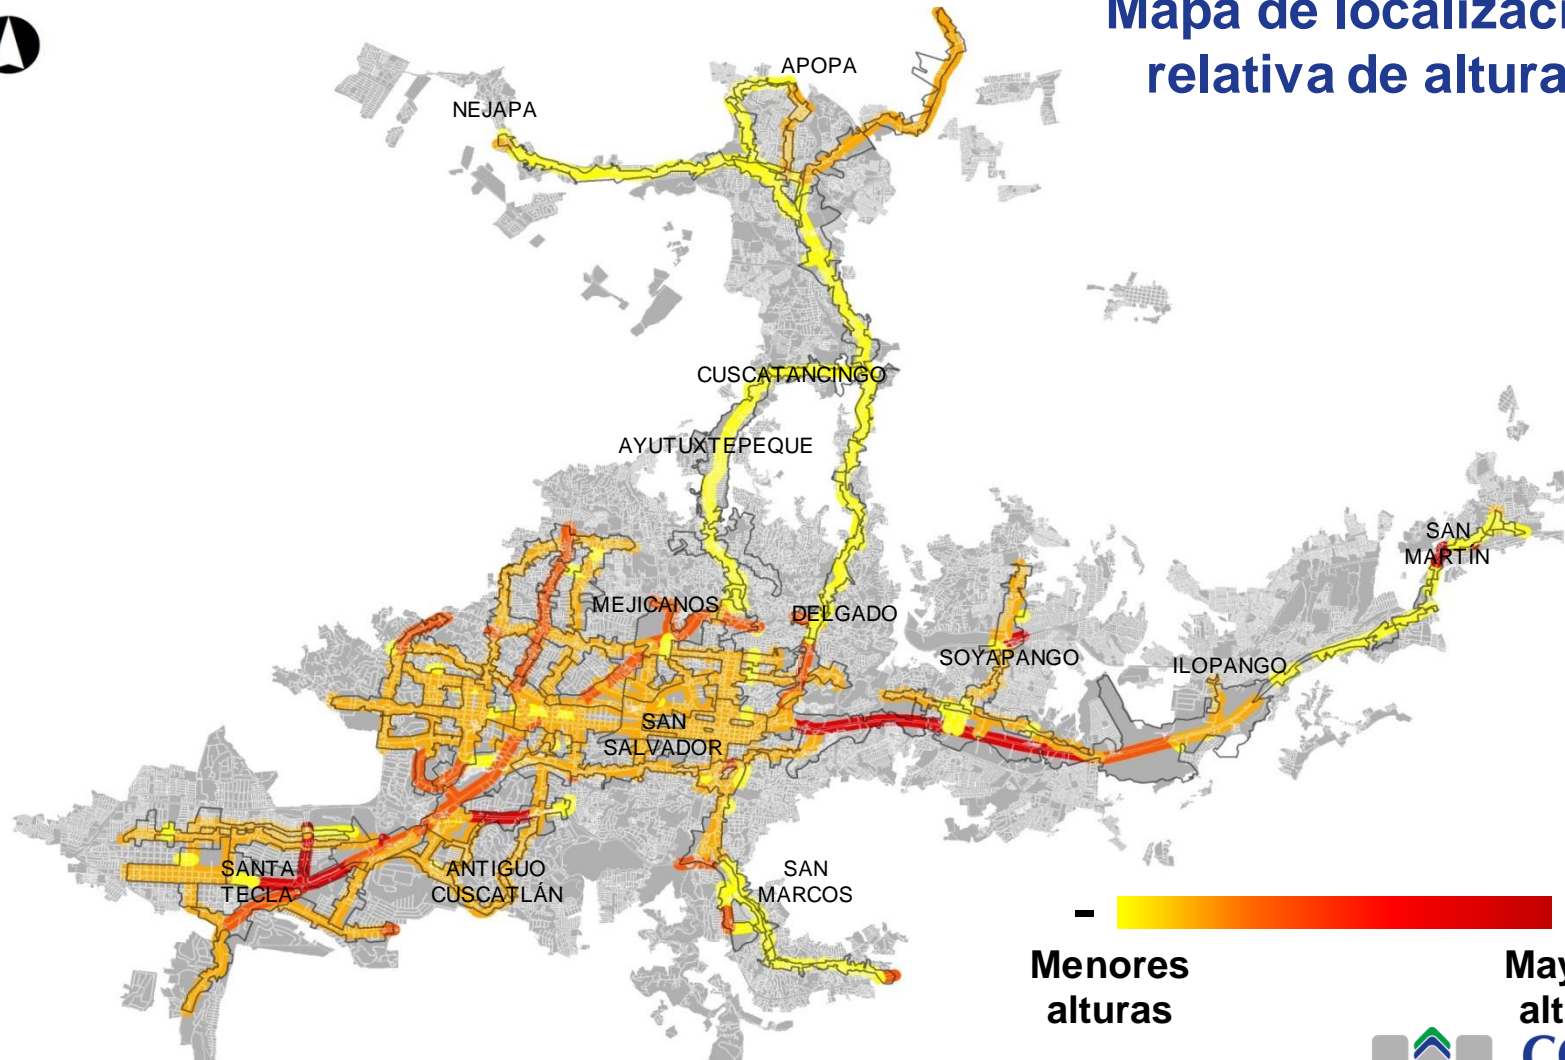 Mapa de localizaci
relativa de altura
APOPA
NEJAPA
CUSCATANCINGO
AYUTUXTEPEQUE
SAN
MARTÍN
MEJICANOS
DELGADO
SOYAPANGO
ILOPANGO
SAN
SALVADOR
SANTA
TECLA
ANTIGUO
CUSCATLÁN
SAN
MARCOS
-
Menores
alturas
May
alt